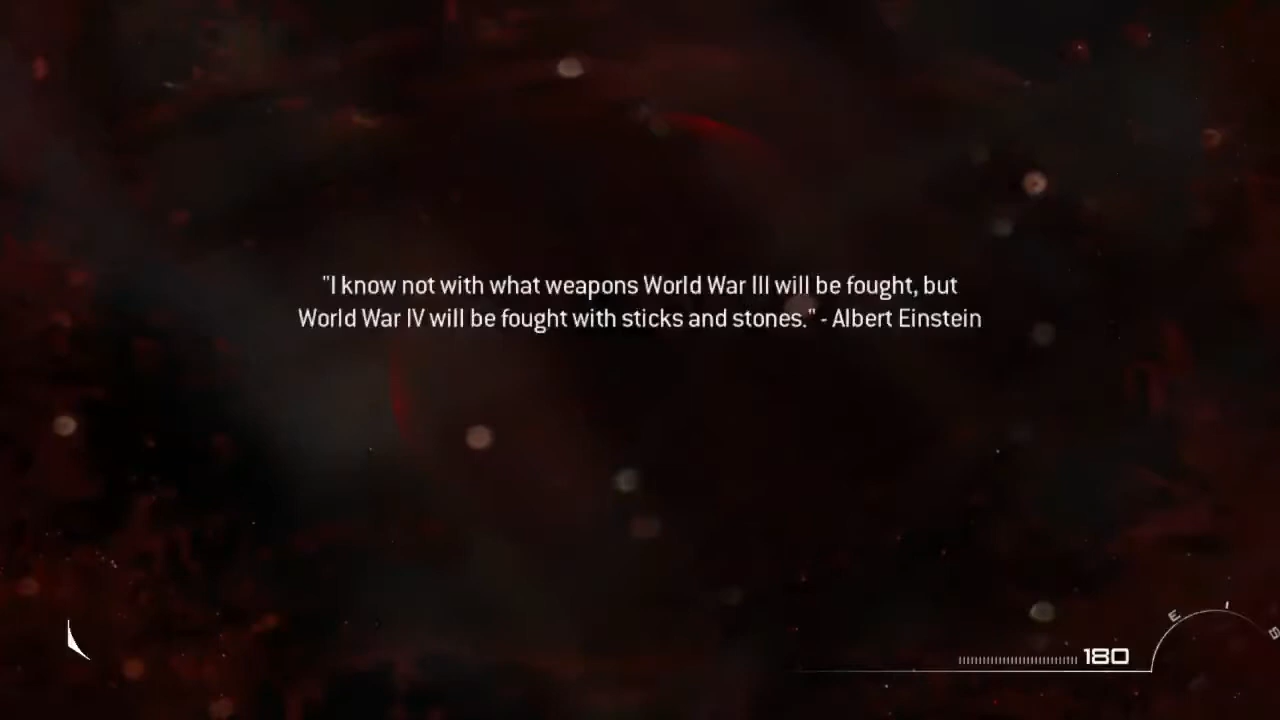 "I know not with what weapons World War III will be fought, but
World War IV will be fought with sticks and stones." - Albert Einstein
180
E